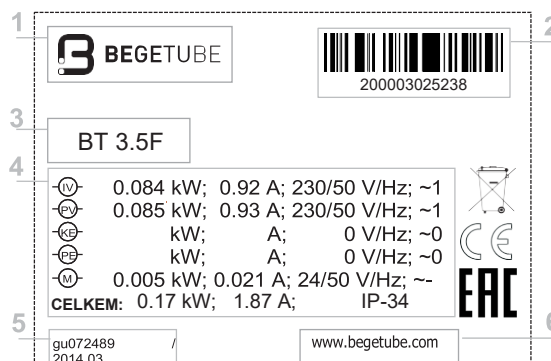 1
BEGETUBE
2
200003025238
3
BT 3.5F
4
IV 0.084 kW; 0.92 A; 230/50 V/Hz; ~1
PV 0.085 kW; 0.93 A; 230/50 V/Hz; ~1
KE kW; A; 0 V/Hz; ~0
PE kW; A; 0 V/Hz; ~0
M 0.005 kW; 0.021 A; 24/50 V/Hz; ~-
CELKEM: 0.17 kW; 1.87 A; IP-34
CE
EAC
5
gu072489 /
2014.03
6
www.begetube.com